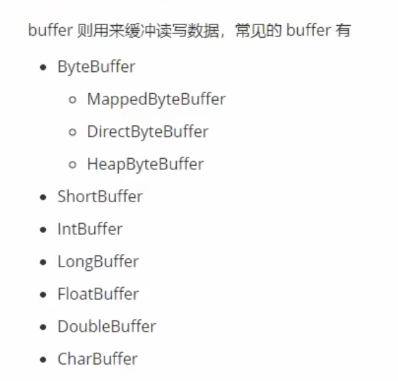 buffer 则用来缓冲读写数据，常见的 buffer 有
ByteBuffer
MappedByteBuffer
DirectByteBuffer
HeapByteBuffer
ShortBuffer
IntBuffer
LongBuffer
FloatBuffer
DoubleBuffer
CharBuffer